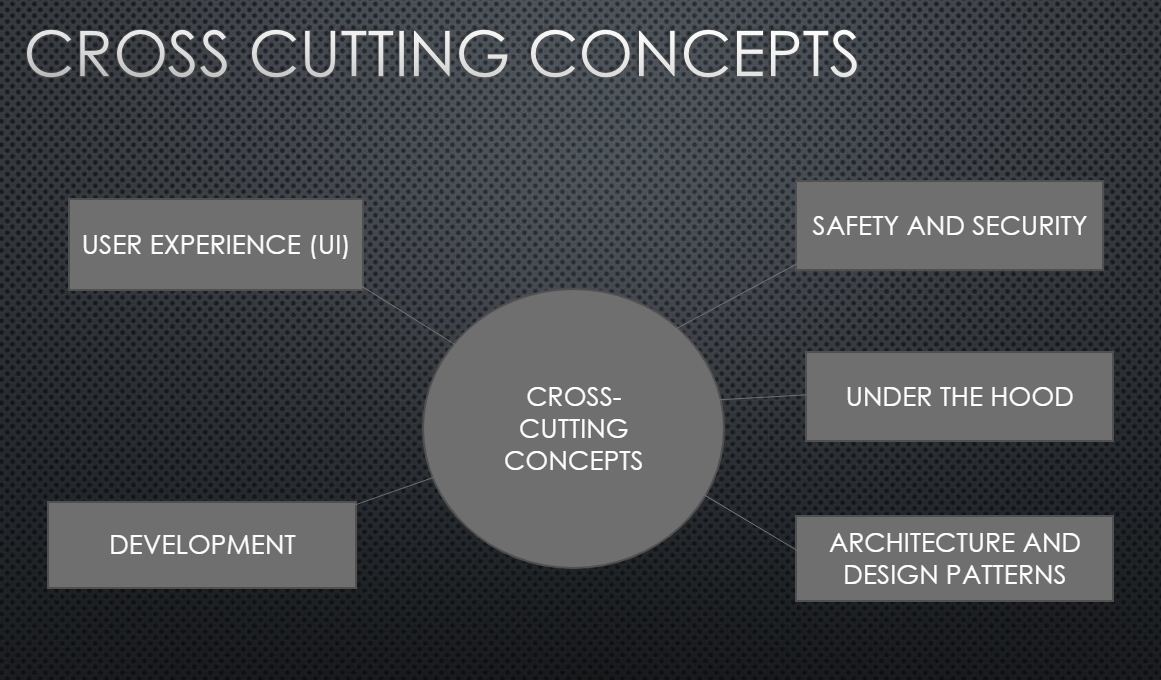 CROSS CUTTING CONCEPTS
USER EXPERIENCE (UI)
SAFETY AND SECURITY
CROSS-
CUTTING
CONCEPTS
UNDER THE HOOD
DEVELOPMENT
ARCHITECTURE AND
DESIGN PATTERNS